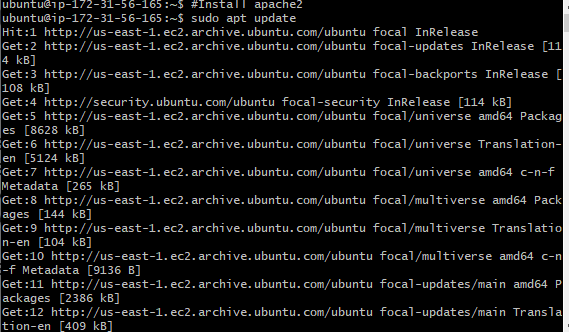 ubuntu@ip-172-31-56-165:~$ #Install apache2
ubuntu@ip-172-31-56-165:~$ sudo apt update
Hit:1 http://us-east-1.ec2.archive.ubuntu.com/ubuntu focal InRelease
Get:2 http://us-east-1.ec2.archive.ubuntu.com/ubuntu focal-updates InRelease [11
4 kB]
Get:3 http://us-east-1.ec2.archive.ubuntu.com/ubuntu focal-backports InRelease [
108 kB]
Get:4 http://security.ubuntu.com/ubuntu focal-security InRelease [114 kB]
Get:5 http://us-east-1.ec2.archive.ubuntu.com/ubuntu focal/universe amd64 Packag
es [8628 kB]
Get:6 http://us-east-1.ec2.archive.ubuntu.com/ubuntu focal/universe Translation-
en [5124 kB]
Get:7 http://us-east-1.ec2.archive.ubuntu.com/ubuntu focal/universe amd64 c-n-f
Metadata [265 kB]
Get:8 http://us-east-1.ec2.archive.ubuntu.com/ubuntu focal/multiverse amd64 Pack
ages [144 kB]
Get:9 http://us-east-1.ec2.archive.ubuntu.com/ubuntu focal/multiverse Translatio
n-en [104 kB]
Get:10 http://us-east-1.ec2.archive.ubuntu.com/ubuntu focal/multiverse amd64 c-n
-f Metadata [9136 B]
Get:11 http://us-east-1.ec2.archive.ubuntu.com/ubuntu focal-updates/main amd64 P
ackages [2386 kB]
Get:12 http://us-east-1.ec2.archive.ubuntu.com/ubuntu focal-updates/main Transla
tion-en [409 kB]